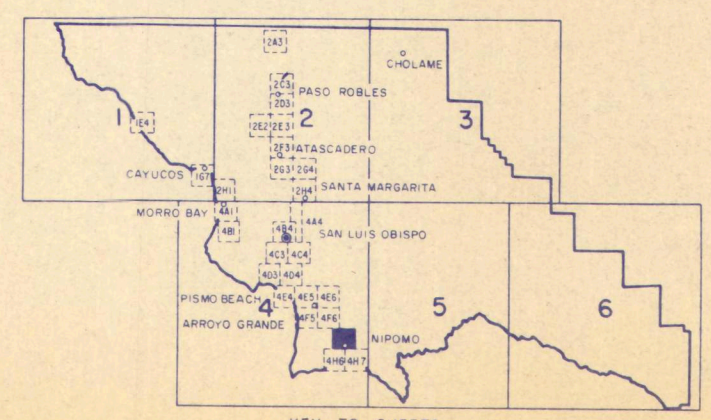 2A3
CHOLAME
2C3
PASO ROBLES
2D3
1
1E4
2E2 2E3
2
3
2F3
ATASCADERO
CAYUCOS
1G7
2G3 2G4
2H1
2H4
SANTA MARGARITA
MORRO BAY
4A1
4A4
4B1
4B4
SAN LUIS OBISPO
4C3 4C4
4D3 4D4
PISMO BEACH
4E4 4E5 4E6
4
5
6
ARROYO GRANDE
4F5 4F6
NIPOMO
4H6 4H7